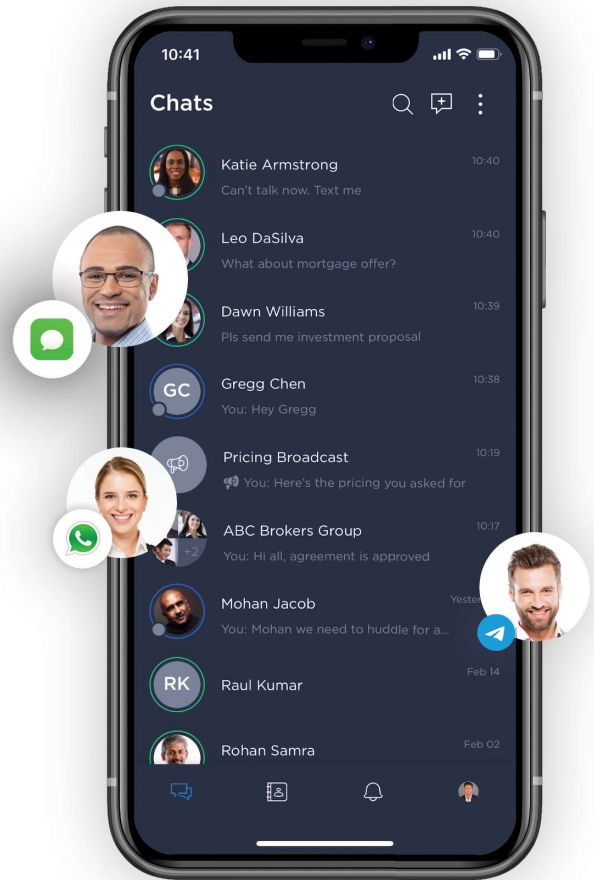 10:41
Chats
Katie Armstrong 10:40
Can't talk now. Text me
Leo DaSilva 10:40
What about mortgage offer?
Dawn Williams 10:39
Pls send me investment proposal
GC
Gregg Chen 10:38
You: Hey Gregg
Pricing Broadcast 10:19
You: Here's the pricing you asked for
ABC Brokers Group 10:17
+2
You: Hi all, agreement is approved
Mohan Jacob
You: Mohan we need to huddle for a...
RK
Raul Kumar Feb 14
Rohan Samra Feb 02